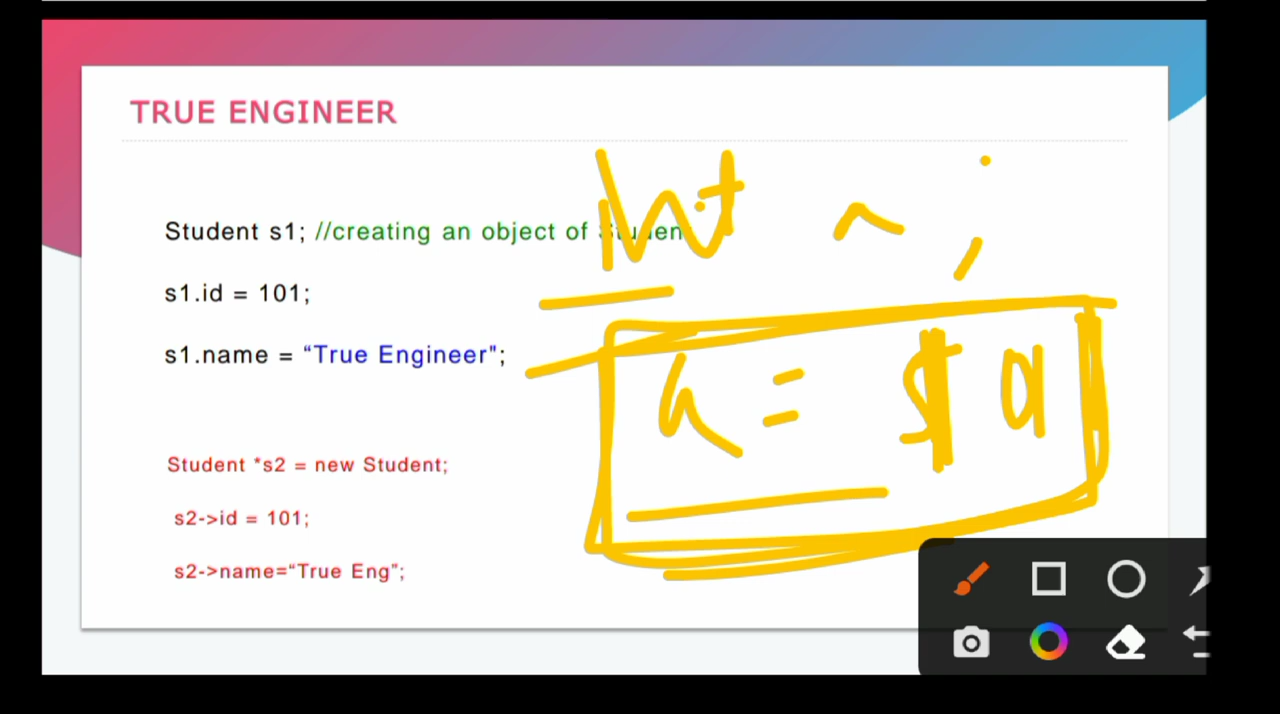 TRUE ENGINEER
Student s1; //creating an object of Student
s1.id = 101;
s1.name = “True Engineer";
Student *s2 = new Student;
s2->id = 101;
s2->name=“True Eng”;
Int ;
a =